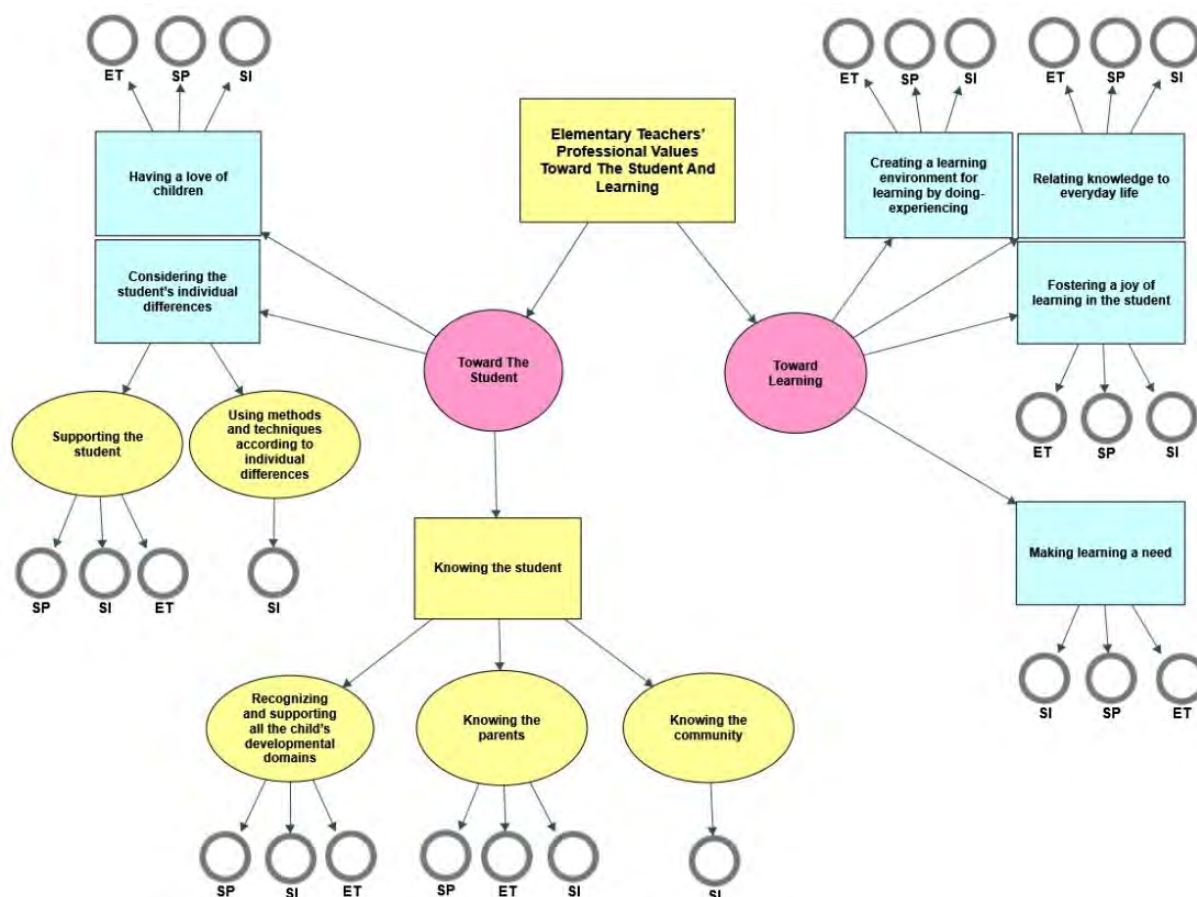 ET
SP
SI
Having a love of
children
Considering the
student's individual
differences
Supporting the
student
Using methods
and techniques
according to
individual
differences
SP
SI
ET
SI
Elementary Teachers'
Professional Values
Toward The Student And
Learning
Toward The
Student
Toward
Learning
ET
SP
SI
ET
SP
SI
Creating a learning
environment for
learning by doing-
experiencing
Relating knowledge to
everyday life
Fostering a joy of
learning in the student
ET
SP
SI
Making learning a need
SI
SP
ET
Knowing the student
Recognizing
and supporting
all the child's
developmental
domains
Knowing the
parents
Knowing the
community
SP
SI
ET
SP
ET
SI
SI